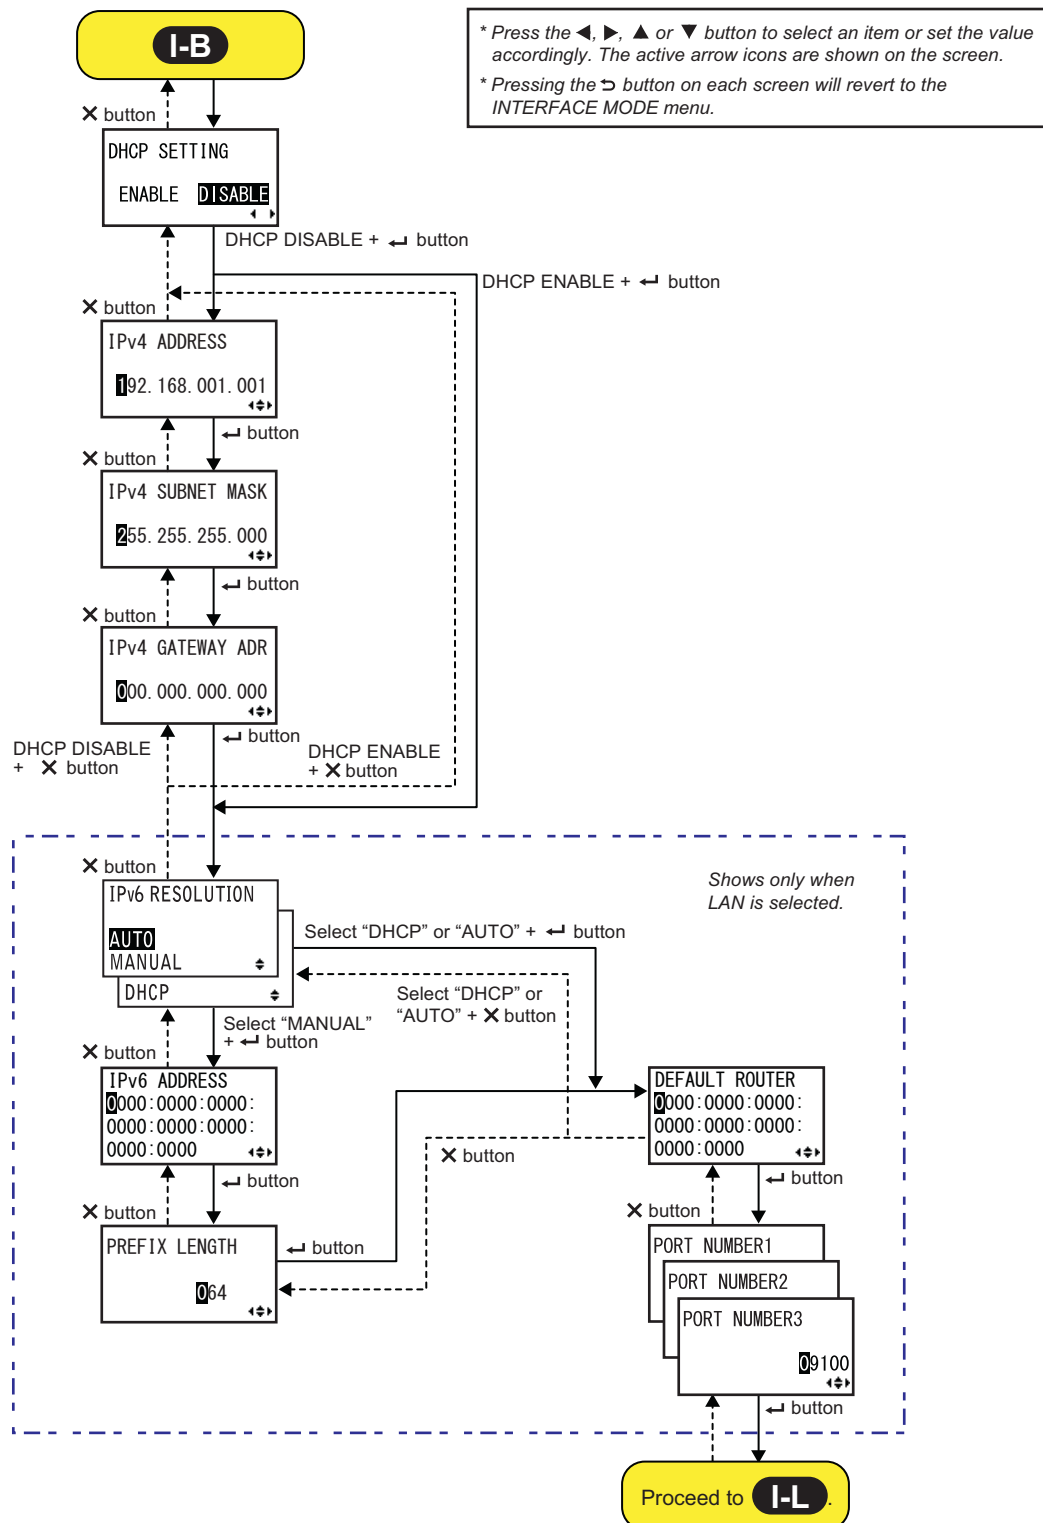 I-B
* Press the ◀, ▶, ▲ or ▼ button to select an item or set the value
accordingly. The active arrow icons are shown on the screen.
* Pressing the ⮌ button on each screen will revert to the
INTERFACE MODE menu.
✕ button
DHCP SETTING
ENABLE DISABLE
DHCP DISABLE + ↵ button
DHCP ENABLE + ↵ button
✕ button
IPv4 ADDRESS
192.168.001.001
↵ button
✕ button
IPv4 SUBNET MASK
255.255.255.000
↵ button
✕ button
IPv4 GATEWAY ADR
000.000.000.000
↵ button
DHCP DISABLE
+ ✕ button
DHCP ENABLE
+ ✕ button
✕ button
IPv6 RESOLUTION
AUTO
MANUAL
DHCP
Shows only when
LAN is selected.
Select “DHCP” or “AUTO” + ↵ button
Select “DHCP” or
“AUTO” + ✕ button
Select “MANUAL”
+ ↵ button
✕ button
IPv6 ADDRESS
0000:0000:0000:
0000:0000:0000:
0000:0000
DEFAULT ROUTER
0000:0000:0000:
0000:0000:0000:
0000:0000
✕ button
↵ button
↵ button
✕ button
✕ button
PREFIX LENGTH
064
↵ button
PORT NUMBER1
PORT NUMBER2
PORT NUMBER3
09100
↵ button
Proceed to I-L.